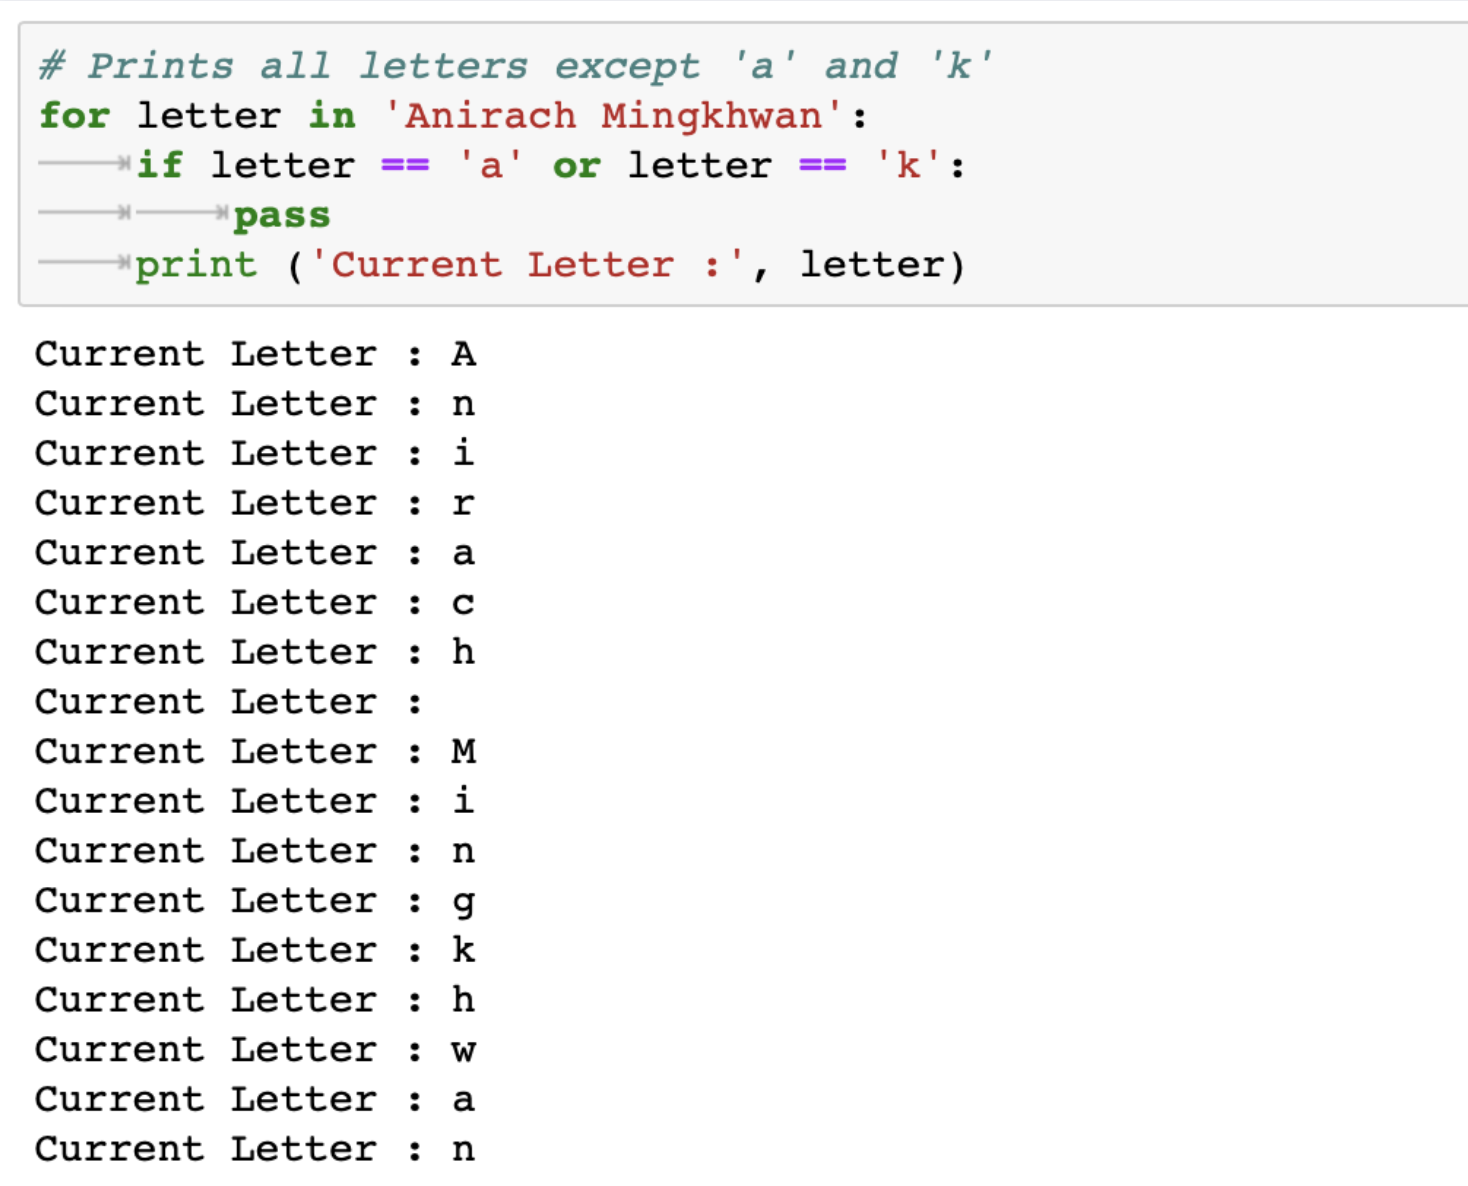 # Prints all letters except 'a' and 'k'
for letter in 'Anirach Mingkhwan':
if letter == 'a' or letter == 'k':
pass
print ('Current Letter :', letter)
Current Letter : A
Current Letter : n
Current Letter : i
Current Letter : r
Current Letter : a
Current Letter : c
Current Letter : h
Current Letter :
Current Letter : M
Current Letter : i
Current Letter : n
Current Letter : g
Current Letter : k
Current Letter : h
Current Letter : w
Current Letter : a
Current Letter : n